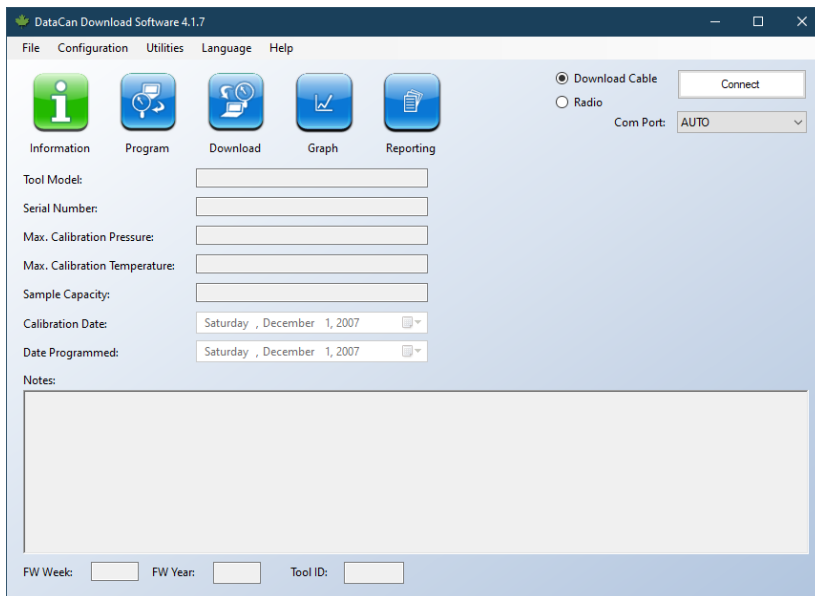 DataCan Download Software 4.1.7
File Configuration Utilities Language Help
Download Cable
Connect
Radio
Com Port: AUTO
Information Program Download Graph Reporting
Tool Model:
Serial Number:
Max. Calibration Pressure:
Max. Calibration Temperature:
Sample Capacity:
Calibration Date: Saturday , December 1, 2007
Date Programmed: Saturday , December 1, 2007
Notes:
FW Week: FW Year: Tool ID: